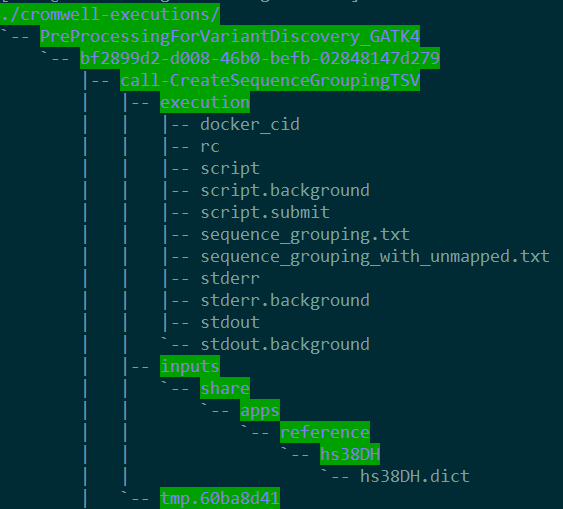 ./cromwell-executions/
`-- PreProcessingForVariantDiscovery_GATK4
    `-- bf2899d2-d008-46b0-befb-02848147d279
        |-- call-CreateSequenceGroupingTSV
        |   |-- execution
        |   |   |-- docker_cid
        |   |   |-- rc
        |   |   |-- script
        |   |   |-- script.background
        |   |   |-- script.submit
        |   |   |-- sequence_grouping.txt
        |   |   |-- sequence_grouping_with_unmapped.txt
        |   |   |-- stderr
        |   |   |-- stderr.background
        |   |   |-- stdout
        |   |   `-- stdout.background
        |   |-- inputs
        |   |   `-- share
        |   |       `-- apps
        |   |           `-- reference
        |   |               `-- hs38DH
        |   |                   `-- hs38DH.dict
        |   `-- tmp.60ba8d41